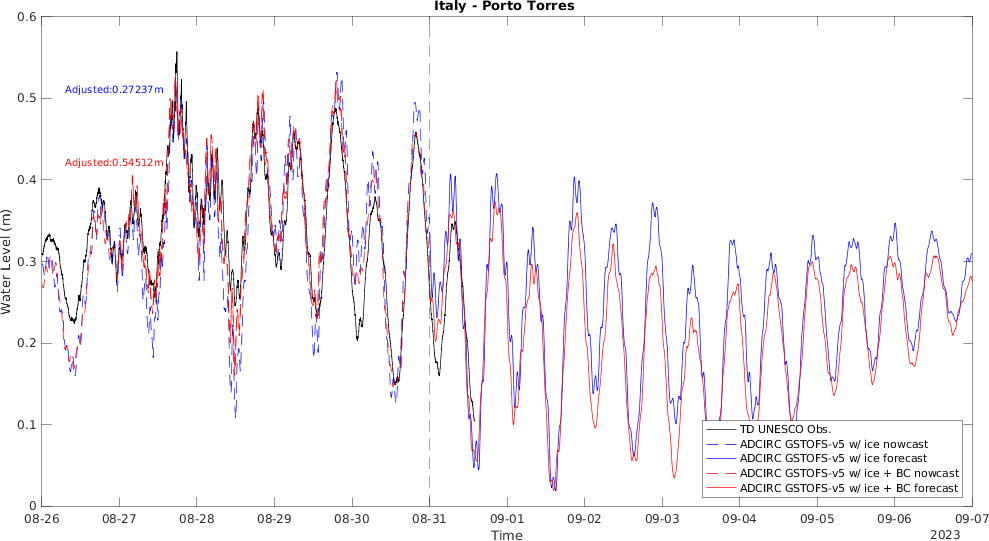 Italy - Porto Torres
Water Level (m)
0.6
0.5
0.4
0.3
0.2
0.1
0
Adjusted:0.27237m
Adjusted:0.54512m
TD UNESCO Obs.
ADCIRC GSTOFS-v5 w/ ice nowcast
ADCIRC GSTOFS-v5 w/ ice forecast
ADCIRC GSTOFS-v5 w/ ice + BC nowcast
ADCIRC GSTOFS-v5 w/ ice + BC forecast
08-26 08-27 08-28 08-29 08-30 08-31 09-01 09-02 09-03 09-04 09-05 09-06 09-07
Time
2023